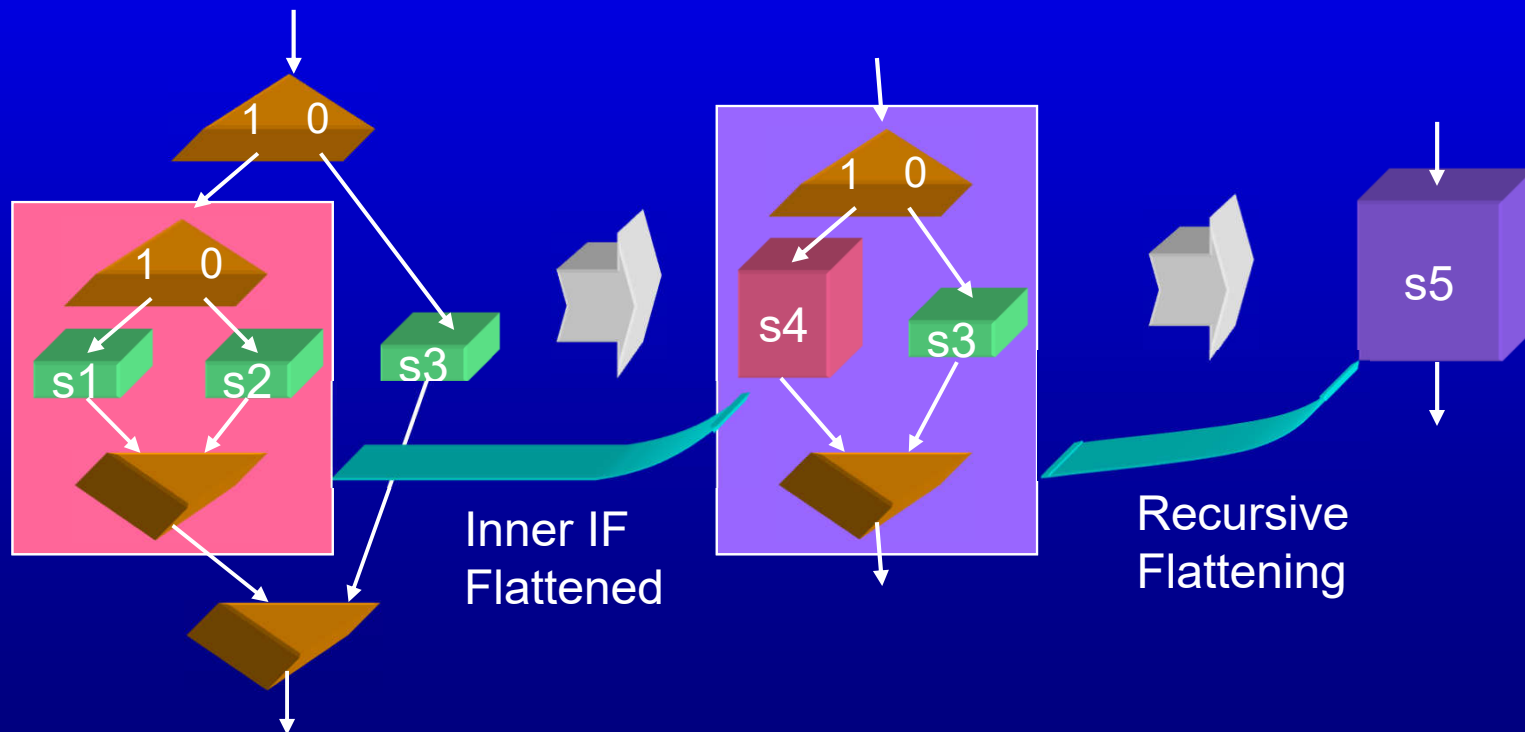 1 0
1 0
s1
s2
s3
Inner IF
Flattened
1 0
s4
s3
Recursive
Flattening
s5